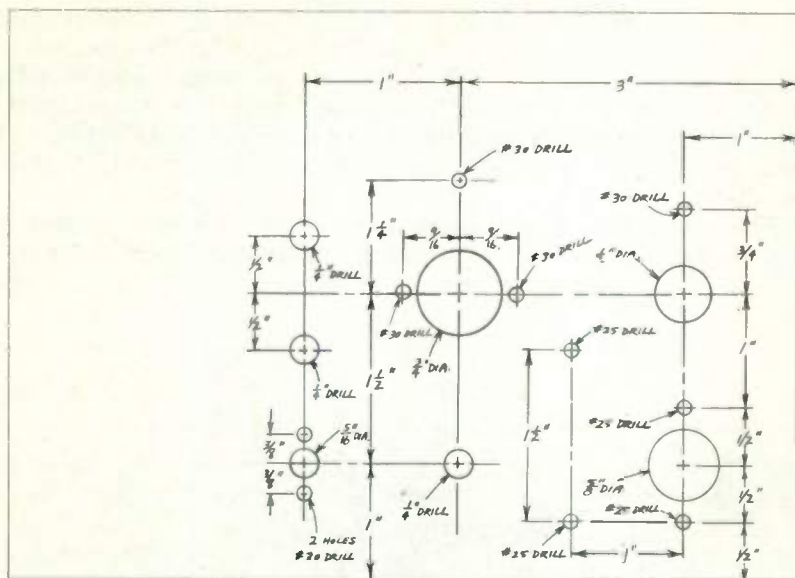 1" 3"
1"
#30 DRILL
#30 DRILL
1 1/4"
9/16 9/16
3/4"
1/2"
1/4" DRILL
#30 DRILL
1/2" DIA.
#30 DRILL
1/2"
#25 DRILL
3/4" DIA.
1"
1 1/2"
1/4" DRILL
#25 DRILL
1 1/2"
5/16" DIA.
3/8"
1/2"
3/8"
5/8" DIA
1/4" DRILL
1/2"
#25 DRILL
1"
2 HOLES
#30 DRILL
#25 DRILL
1"
1/2"